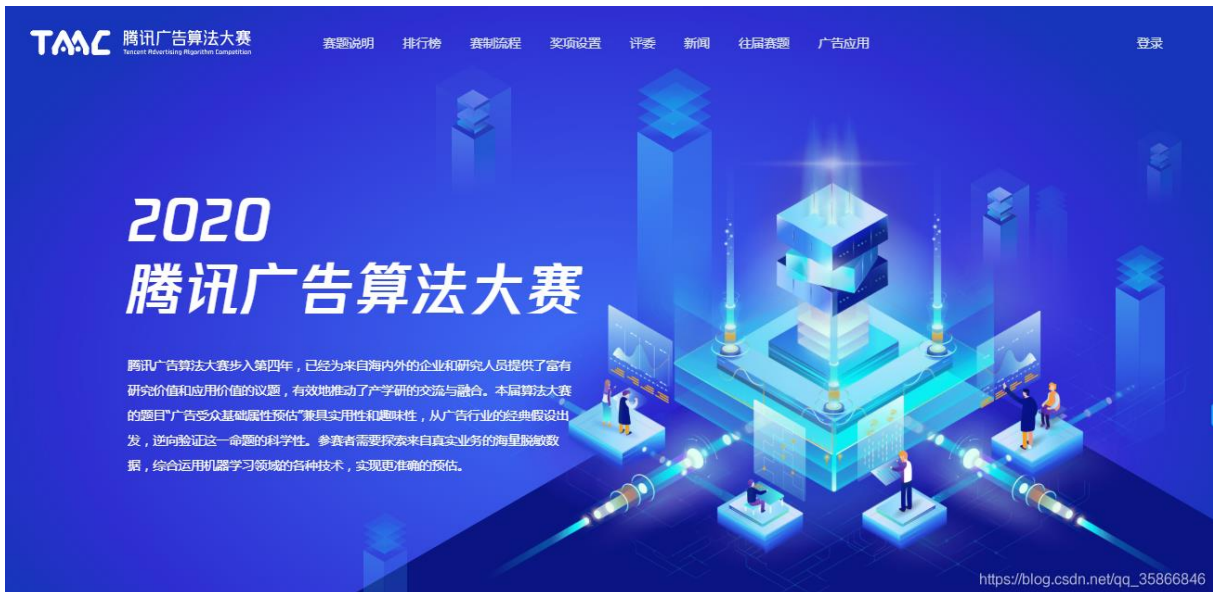 TAAC 腾讯广告算法大赛
Tencent Advertising Algorithm Competition
赛题说明 排行榜 赛制流程 奖项设置 评委 新闻 往届赛题 广告应用 登录
2020
腾讯广告算法大赛
腾讯广告算法大赛步入第四年，已经为来自海内外的企业和研究人员提供了富有
研究价值和应用价值的议题，有效地推动了产学研的交流与融合。本届算法大赛
的题目"广告受众基础属性预估"兼具实用性和趣味性，从广告行业的经典假设出
发，逆向验证这一命题的科学性。参赛者需要探索来自真实业务的海量脱敏数
据，综合运用机器学习领域的各种技术，实现更准确的预估。
https://blog.csdn.net/qq_35866846